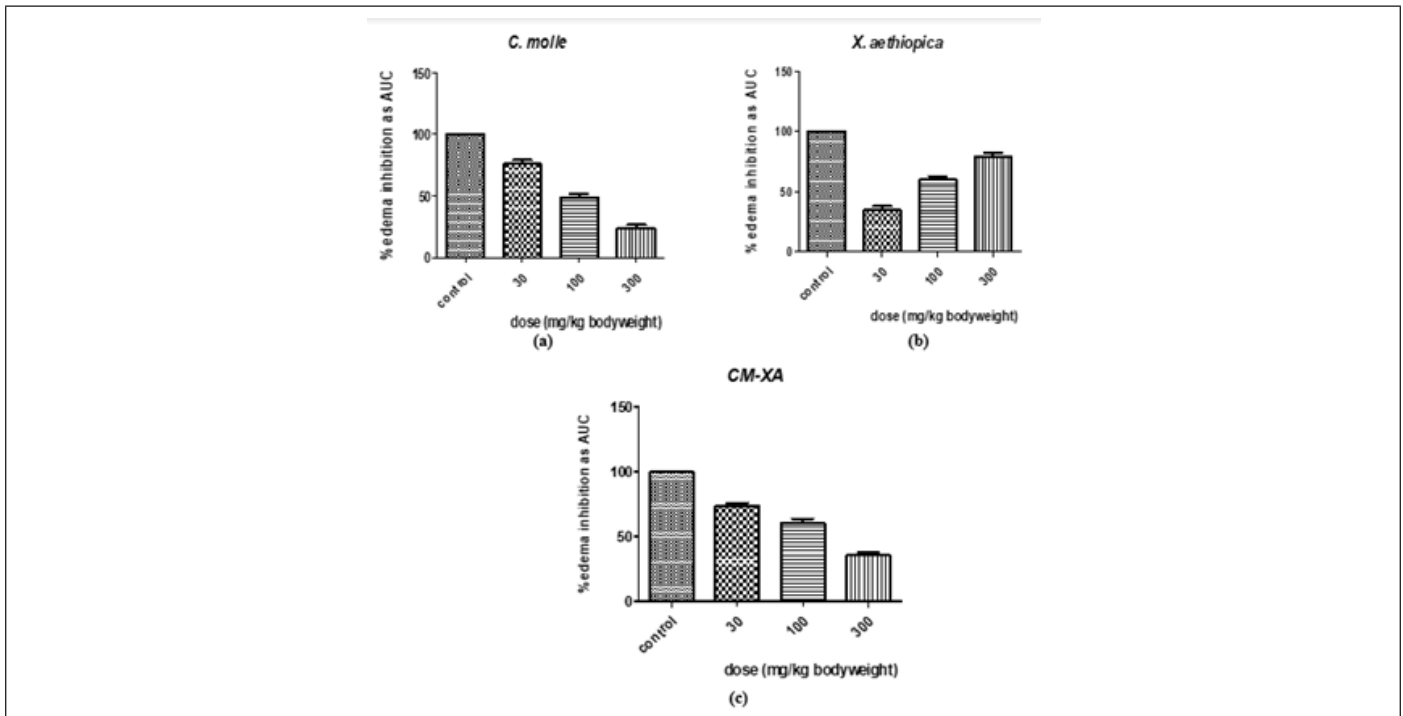 C. molle
% edema inhibition as AUC
150
100
50
0
control
30
100
300
dose (mg/kg bodyweight)
(a)
X. aethiopica
% edema inhibition as AUC
150
100
50
0
control
30
100
300
dose (mg/kg bodyweight)
(b)
CM-XA
% edema inhibition as AUC
150
100
50
0
control
30
100
300
dose (mg/kg bodyweight)
(c)